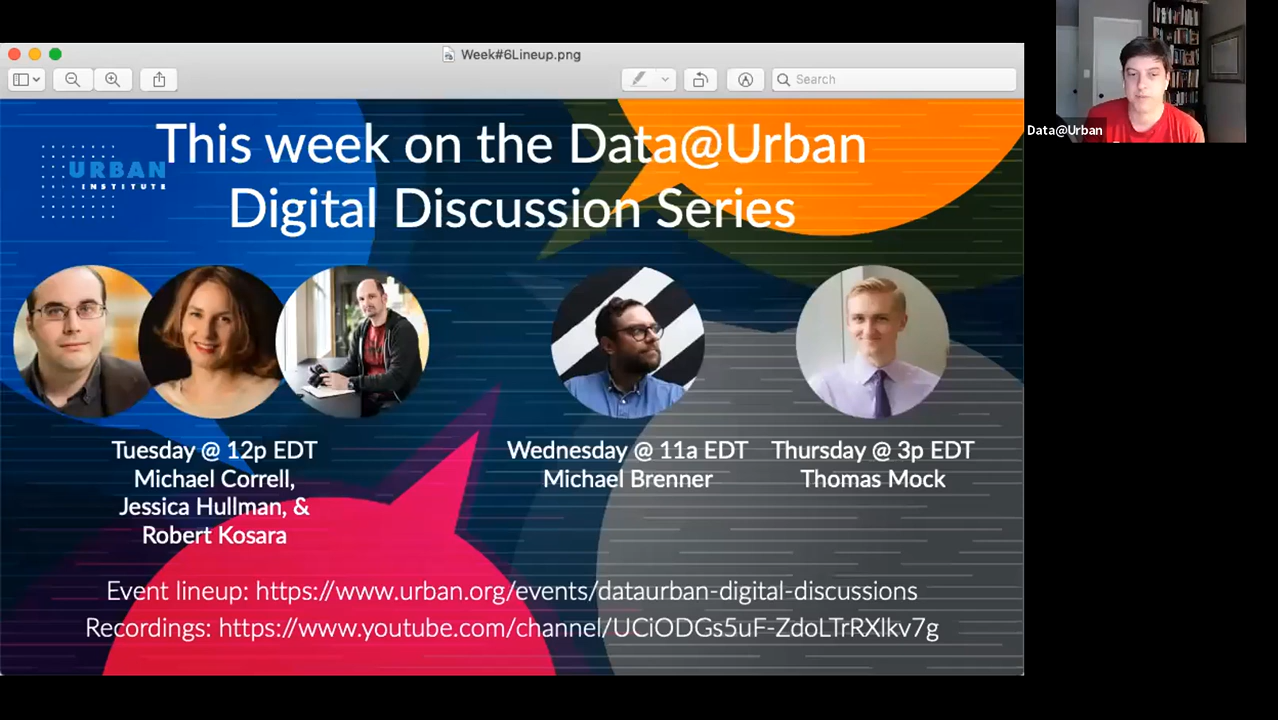 Week#6Lineup.png
Search
Data@Urban
This week on the Data@Urban
URBAN
INSTITUTE
Digital Discussion Series
Tuesday @ 12p EDT
Michael Correll,
Jessica Hullman, &
Robert Kosara
Wednesday @ 11a EDT
Michael Brenner
Thursday @ 3p EDT
Thomas Mock
Event lineup: https://www.urban.org/events/dataurban-digital-discussions
Recordings: https://www.youtube.com/channel/UCiODGs5uF-ZdoLTrRXlkv7g